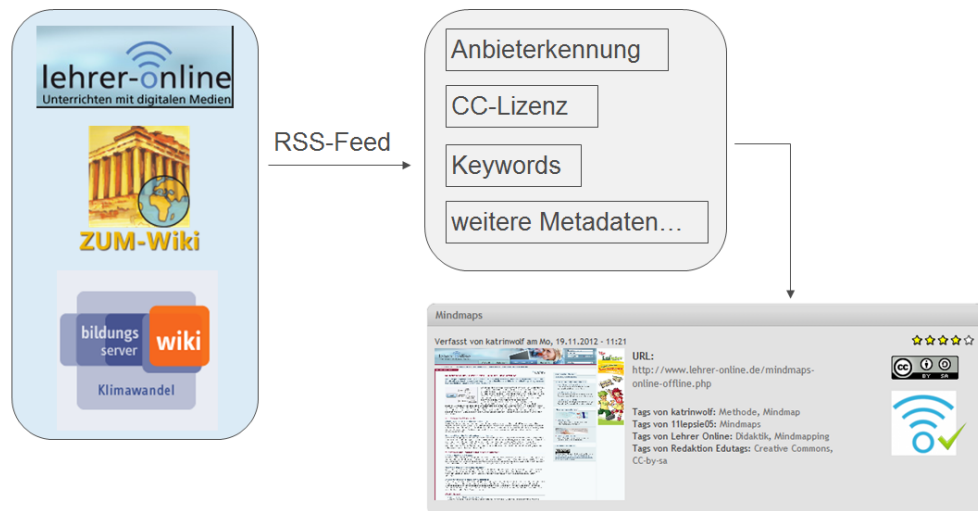 lehrer-online
Unterrichten mit digitalen Medien
ZUM-Wiki
bildungs
server
wiki
Klimawandel
RSS-Feed
Anbieterkennung
CC-Lizenz
Keywords
weitere Metadaten...
Mindmaps
Verfasst von katrinwolf am Mo, 19.11.2012 - 11:21
URL:
http://www.lehrer-online.de/mindmaps-
online-offline.php
Tags von katrinwolf: Methode, Mindmap
Tags von 11lepsie05: Mindmaps
Tags von Lehrer Online: Didaktik, Mindmapping
Tags von Redaktion Edutags: Creative Commons,
CC-by-sa
cc
BY SA